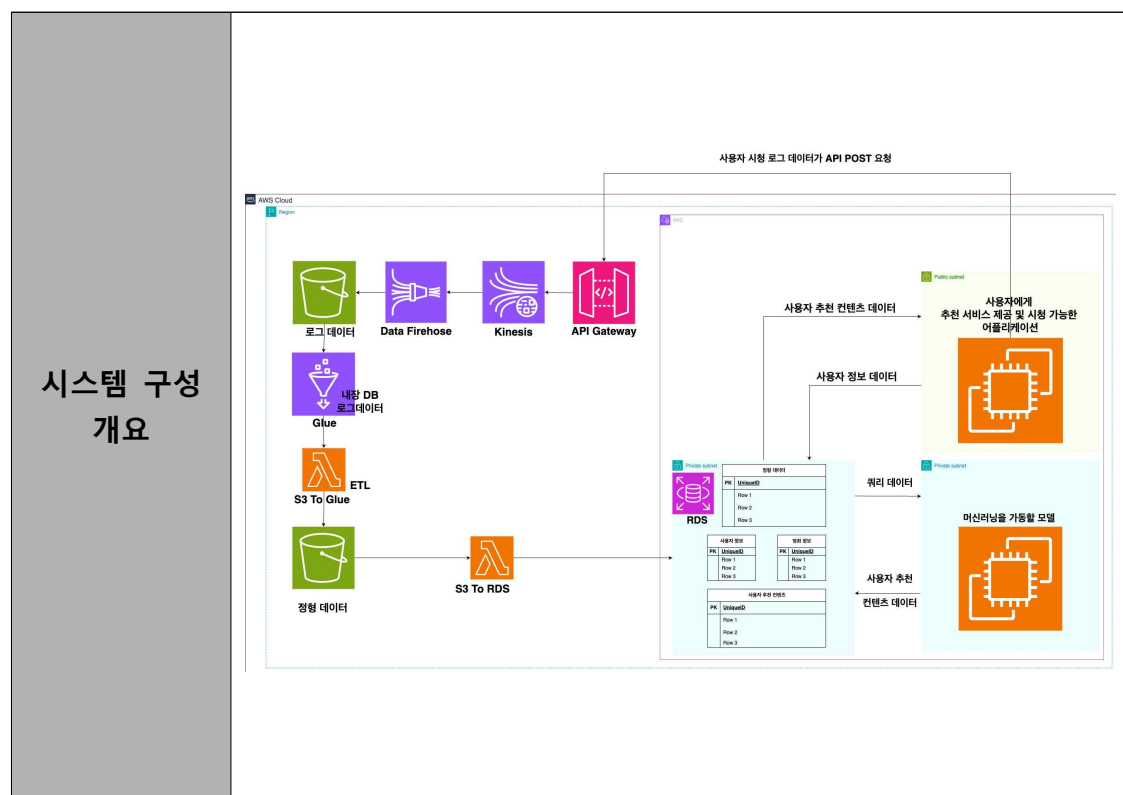 시스템 구성
개요
사용자 시청 로그 데이터가 API POST 요청
aws
AWS Cloud
Region
VPC
로그 데이터
Data Firehose
Kinesis
API Gateway
사용자 추천 컨텐츠 데이터
Public subnet
사용자에게
추천 서비스 제공 및 시청 가능한
어플리케이션
사용자 정보 데이터
내장 DB
로그데이터
Glue
ETL
S3 To Glue
정형 데이터
S3 To RDS
Private subnet
RDS
정형 데이터
PK UniqueID
Row 1
Row 2
Row 3
사용자 정보
PK UniqueID
Row 1
Row 2
Row 3
영화 정보
PK UniqueID
Row 1
Row 2
Row 3
사용자 추천 컨텐츠
PK UniqueID
Row 1
Row 2
Row 3
쿼리 데이터
사용자 추천
컨텐츠 데이터
Private subnet
머신러닝을 가동할 모델